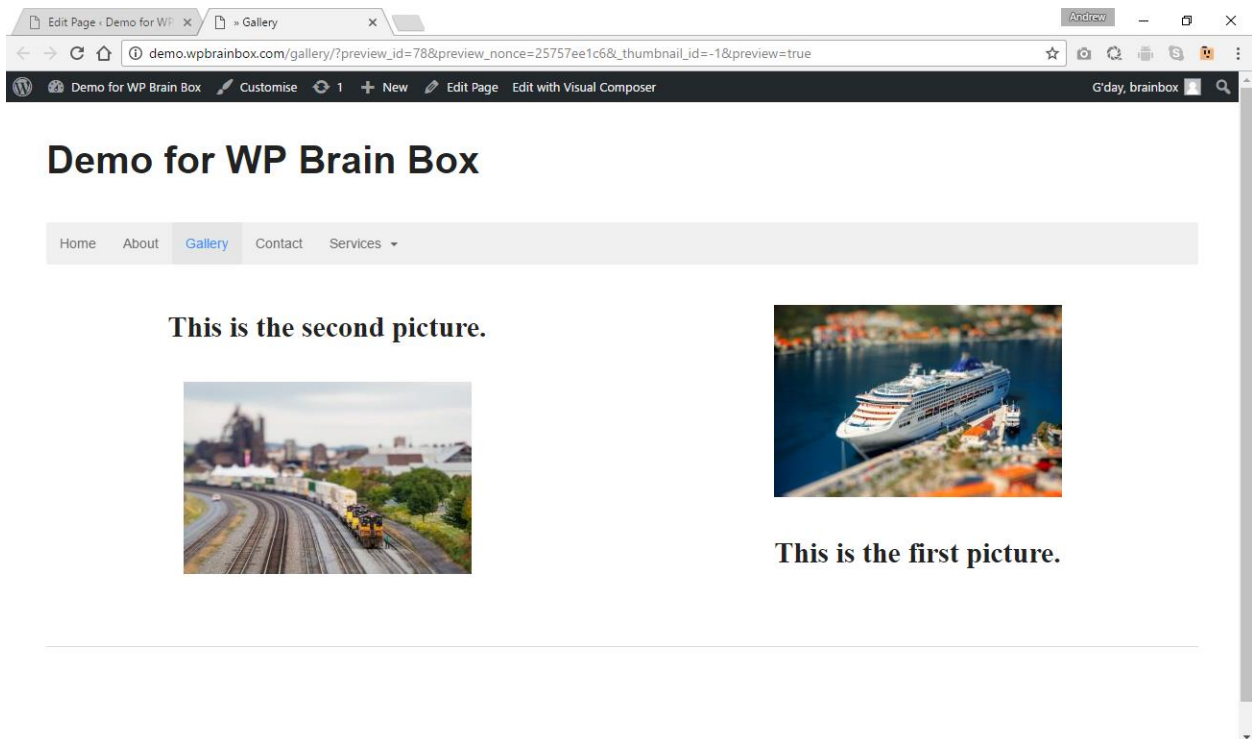 Edit Page ‹ Demo for WP
» Gallery
Andrew
demo.wpbrainbox.com/gallery/?preview_id=78&preview_nonce=25757ee1c6&_thumbnail_id=-1&preview=true
Demo for WP Brain Box Customise 1 + New Edit Page Edit with Visual Composer G'day, brainbox
Demo for WP Brain Box
Home About Gallery Contact Services
This is the second picture.
This is the first picture.